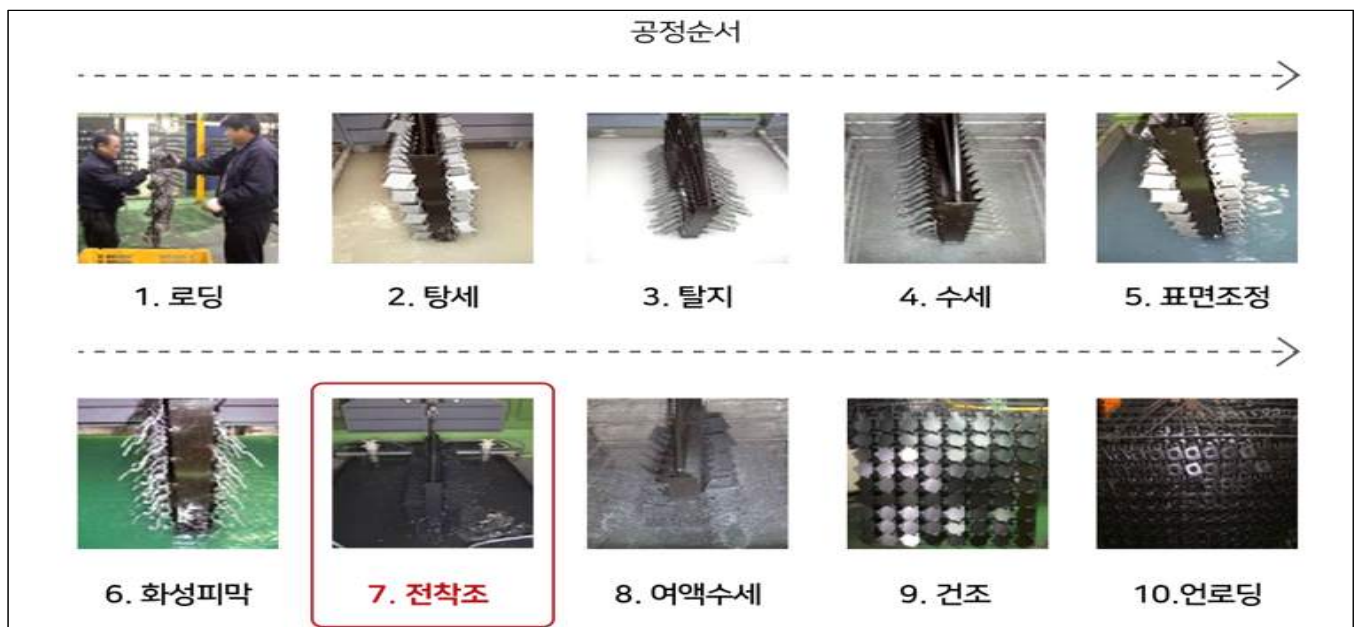 공정순서
1. 로딩
2. 탕세
3. 탈지
4. 수세
5. 표면조정
6. 화성피막
7. 전착조
8. 여액수세
9. 건조
10.언로딩